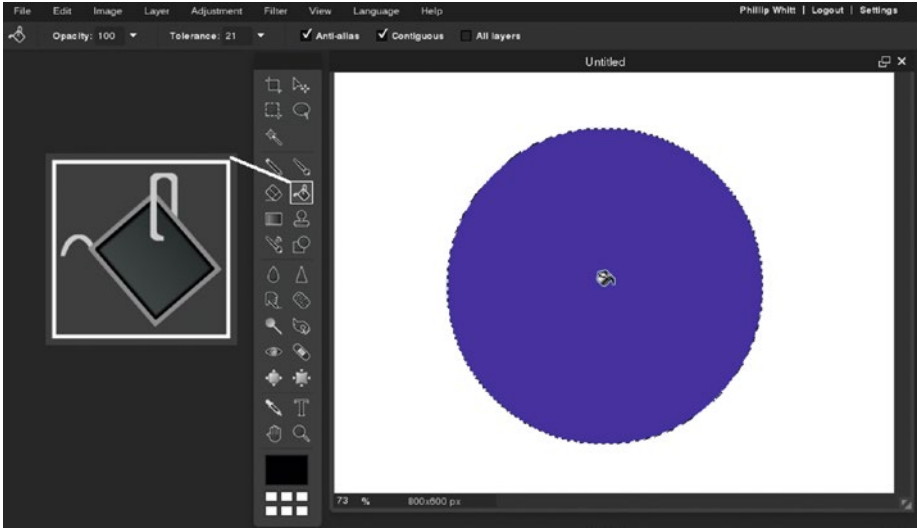 File Edit Image Layer Adjustment Filter View Language Help Phillip Whitt | Logout | Settings
Opacity: 100 Tolerance: 21 Anti-alias Contiguous All layers
Untitled
T
73 % 800x600 px